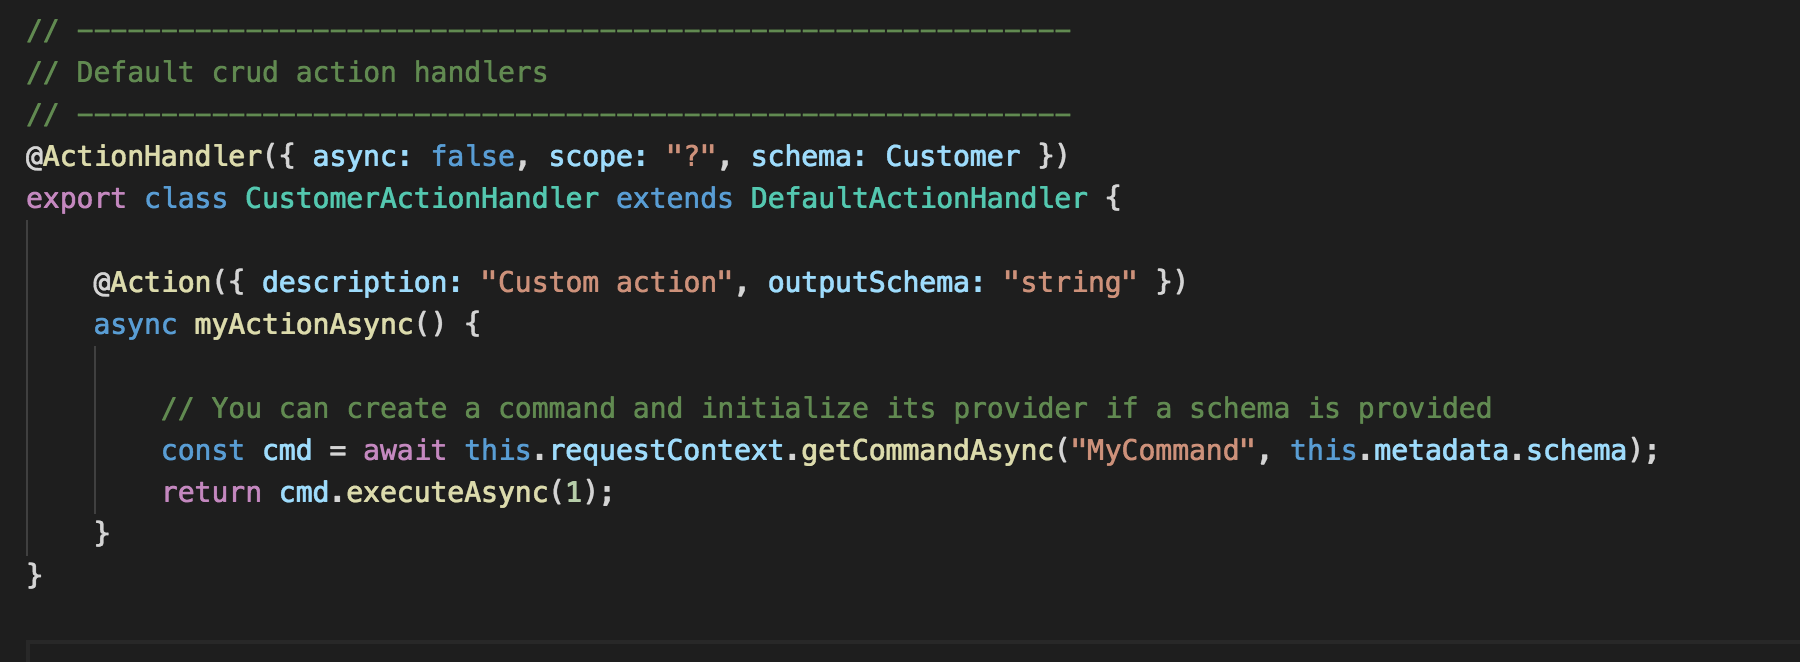 // -----------------------------------------------------------
// Default crud action handlers
// -----------------------------------------------------------
@ActionHandler({ async: false, scope: "?", schema: Customer })
export class CustomerActionHandler extends DefaultActionHandler {
@Action({ description: "Custom action", outputSchema: "string" })
async myActionAsync() {
// You can create a command and initialize its provider if a schema is provided
const cmd = await this.requestContext.getCommandAsync("MyCommand", this.metadata.schema);
return cmd.executeAsync(1);
}
}